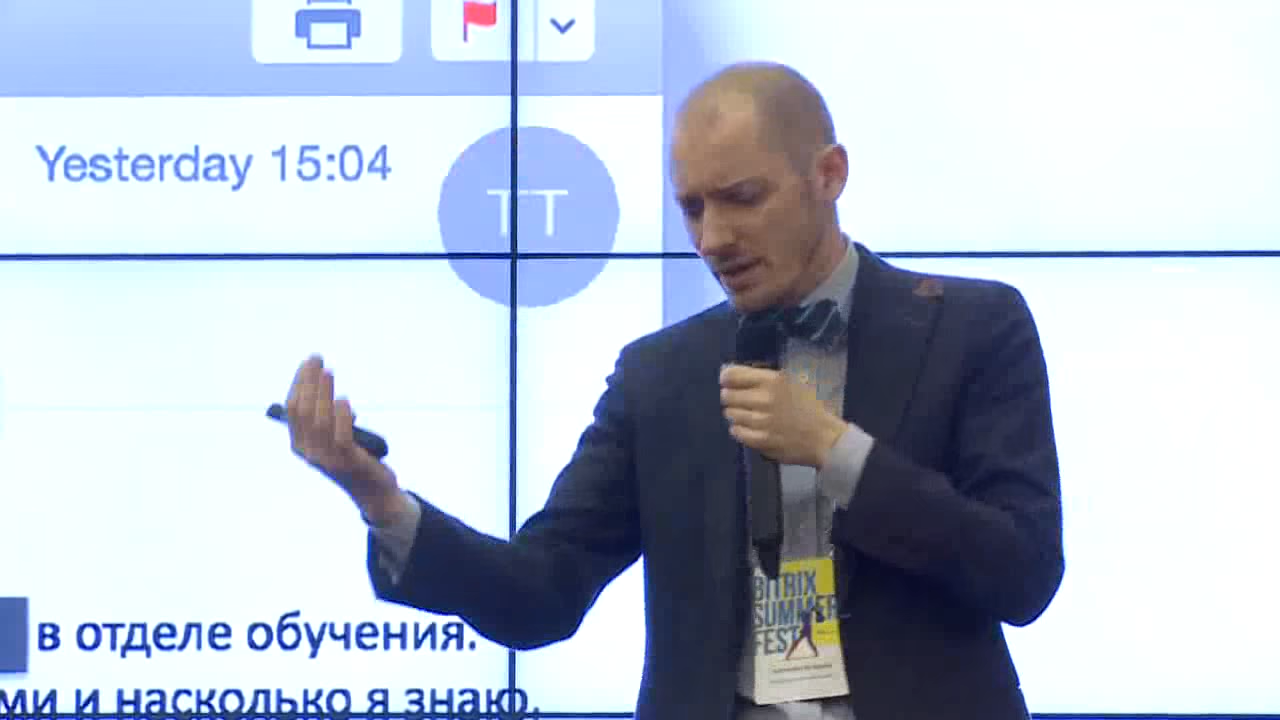 Yesterday 15:04
TT
в отделе обучения.
ми и насколько я знаю,
BITRIX
SUMMER
FEST